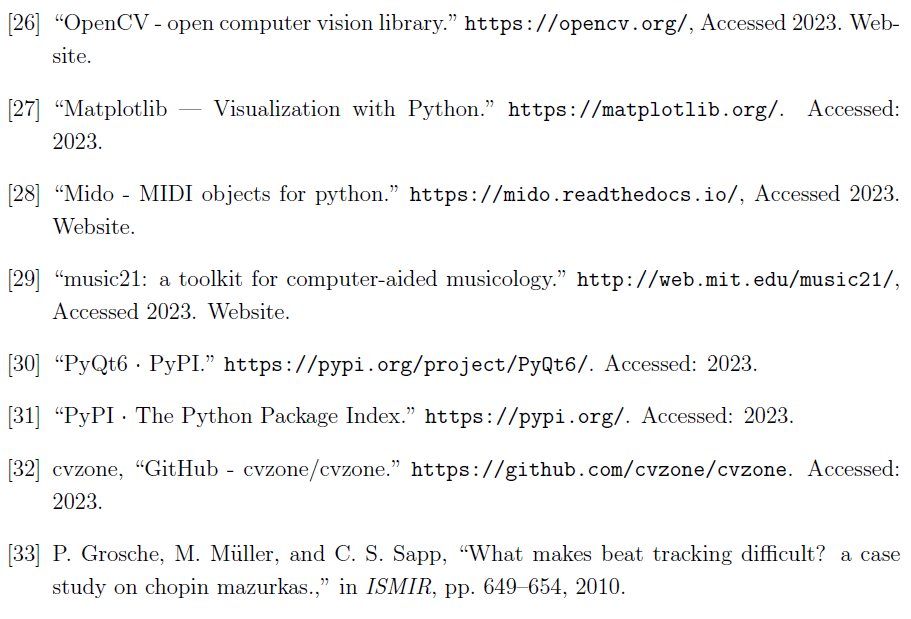 [26] “OpenCV - open computer vision library.” https://opencv.org/, Accessed 2023. Web-
site.
[27] “Matplotlib — Visualization with Python.” https://matplotlib.org/. Accessed:
2023.
[28] “Mido - MIDI objects for python.” https://mido.readthedocs.io/, Accessed 2023.
Website.
[29] “music21: a toolkit for computer-aided musicology.” http://web.mit.edu/music21/,
Accessed 2023. Website.
[30] “PyQt6 · PyPI.” https://pypi.org/project/PyQt6/. Accessed: 2023.
[31] “PyPI · The Python Package Index.” https://pypi.org/. Accessed: 2023.
[32] cvzone, “GitHub - cvzone/cvzone.” https://github.com/cvzone/cvzone. Accessed:
2023.
[33] P. Grosche, M. Müller, and C. S. Sapp, “What makes beat tracking difficult? a case
study on chopin mazurkas.,” in ISMIR, pp. 649–654, 2010.